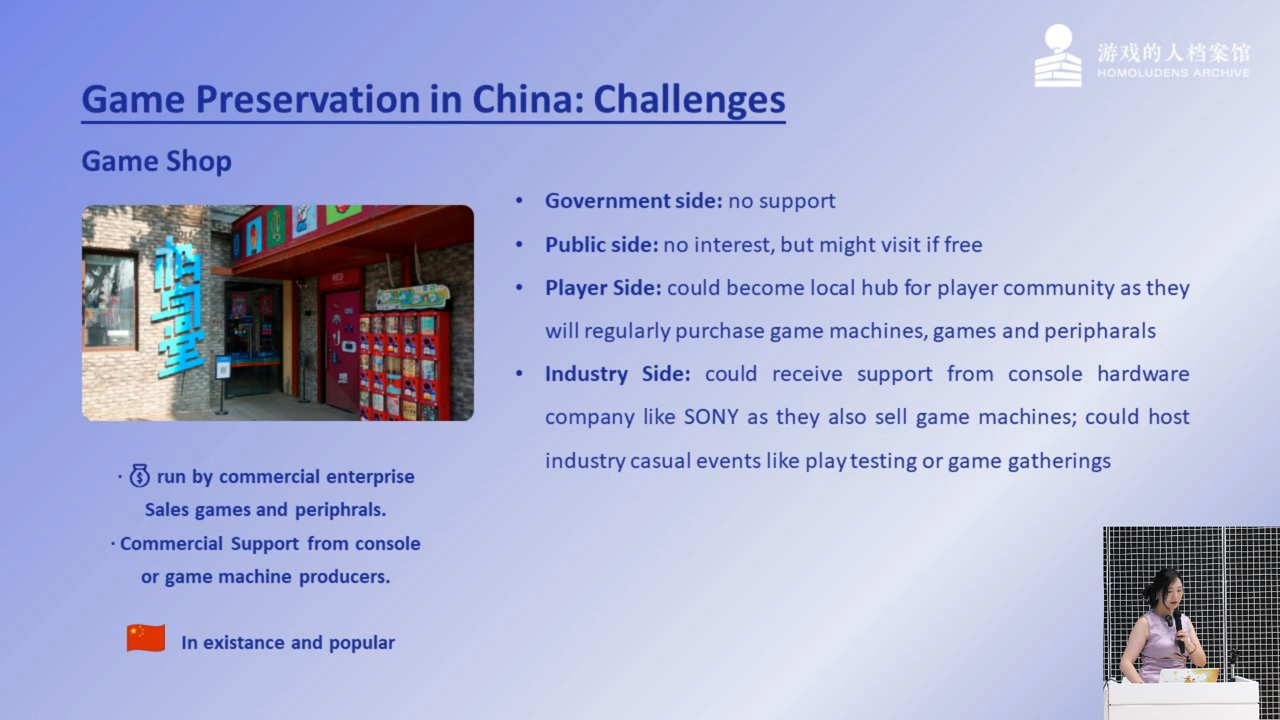 游戏的人档案馆
HOMOLUDENS ARCHIVE
Game Preservation in China: Challenges
Game Shop
· run by commercial enterprise
Sales games and periphrals.
· Commercial Support from console
or game machine producers.
In existance and popular
• Government side: no support
• Public side: no interest, but might visit if free
• Player Side: could become local hub for player community as they
will regularly purchase game machines, games and peripharals
• Industry Side: could receive support from console hardware
company like SONY as they also sell game machines; could host
industry casual events like play testing or game gatherings